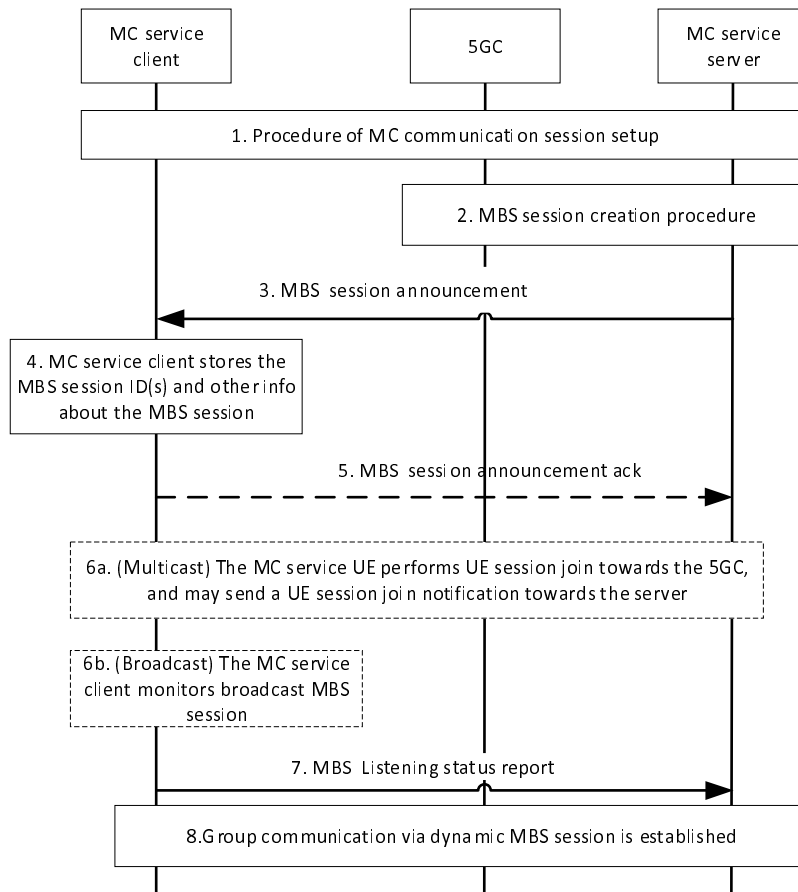 MC service
client
5GC
MC service
server
1. Procedure of MC communication session setup
2. MBS session creation procedure
3. MBS session announcement
4. MC service client stores the
MBS session ID(s) and other info
about the MBS session
5. MBS session announcement ack
6a. (Multicast) The MC service UE performs UE session join towards the 5GC,
and may send a UE session join notification towards the server
6b. (Broadcast) The MC service
client monitors broadcast MBS
session
7. MBS Listening status report
8.Group communication via dynamic MBS session is established